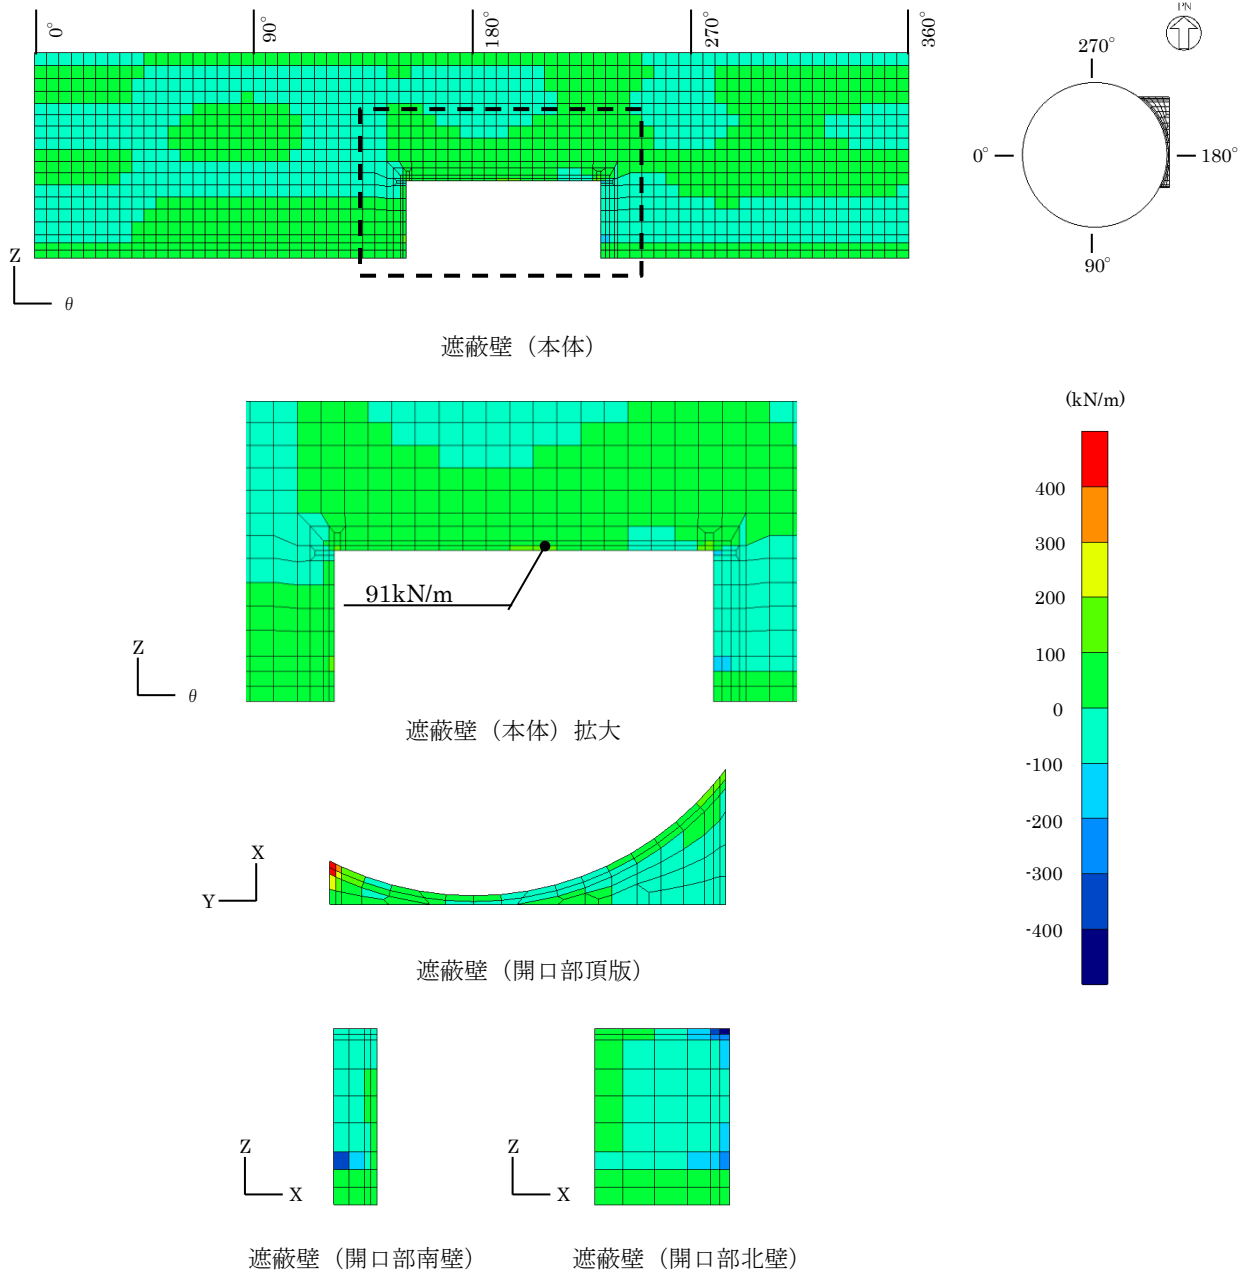 0° 90° 180° 270° 360°
PN
270°
0° 180°
90°
Z
θ
遮蔽壁（本体）
(kN/m)
400
300
200
100
0
-100
-200
-300
-400
91kN/m
Z
θ
遮蔽壁（本体）拡大
X
Y
遮蔽壁（開口部頂版）
Z
X
遮蔽壁（開口部南壁）
Z
X
遮蔽壁（開口部北壁）